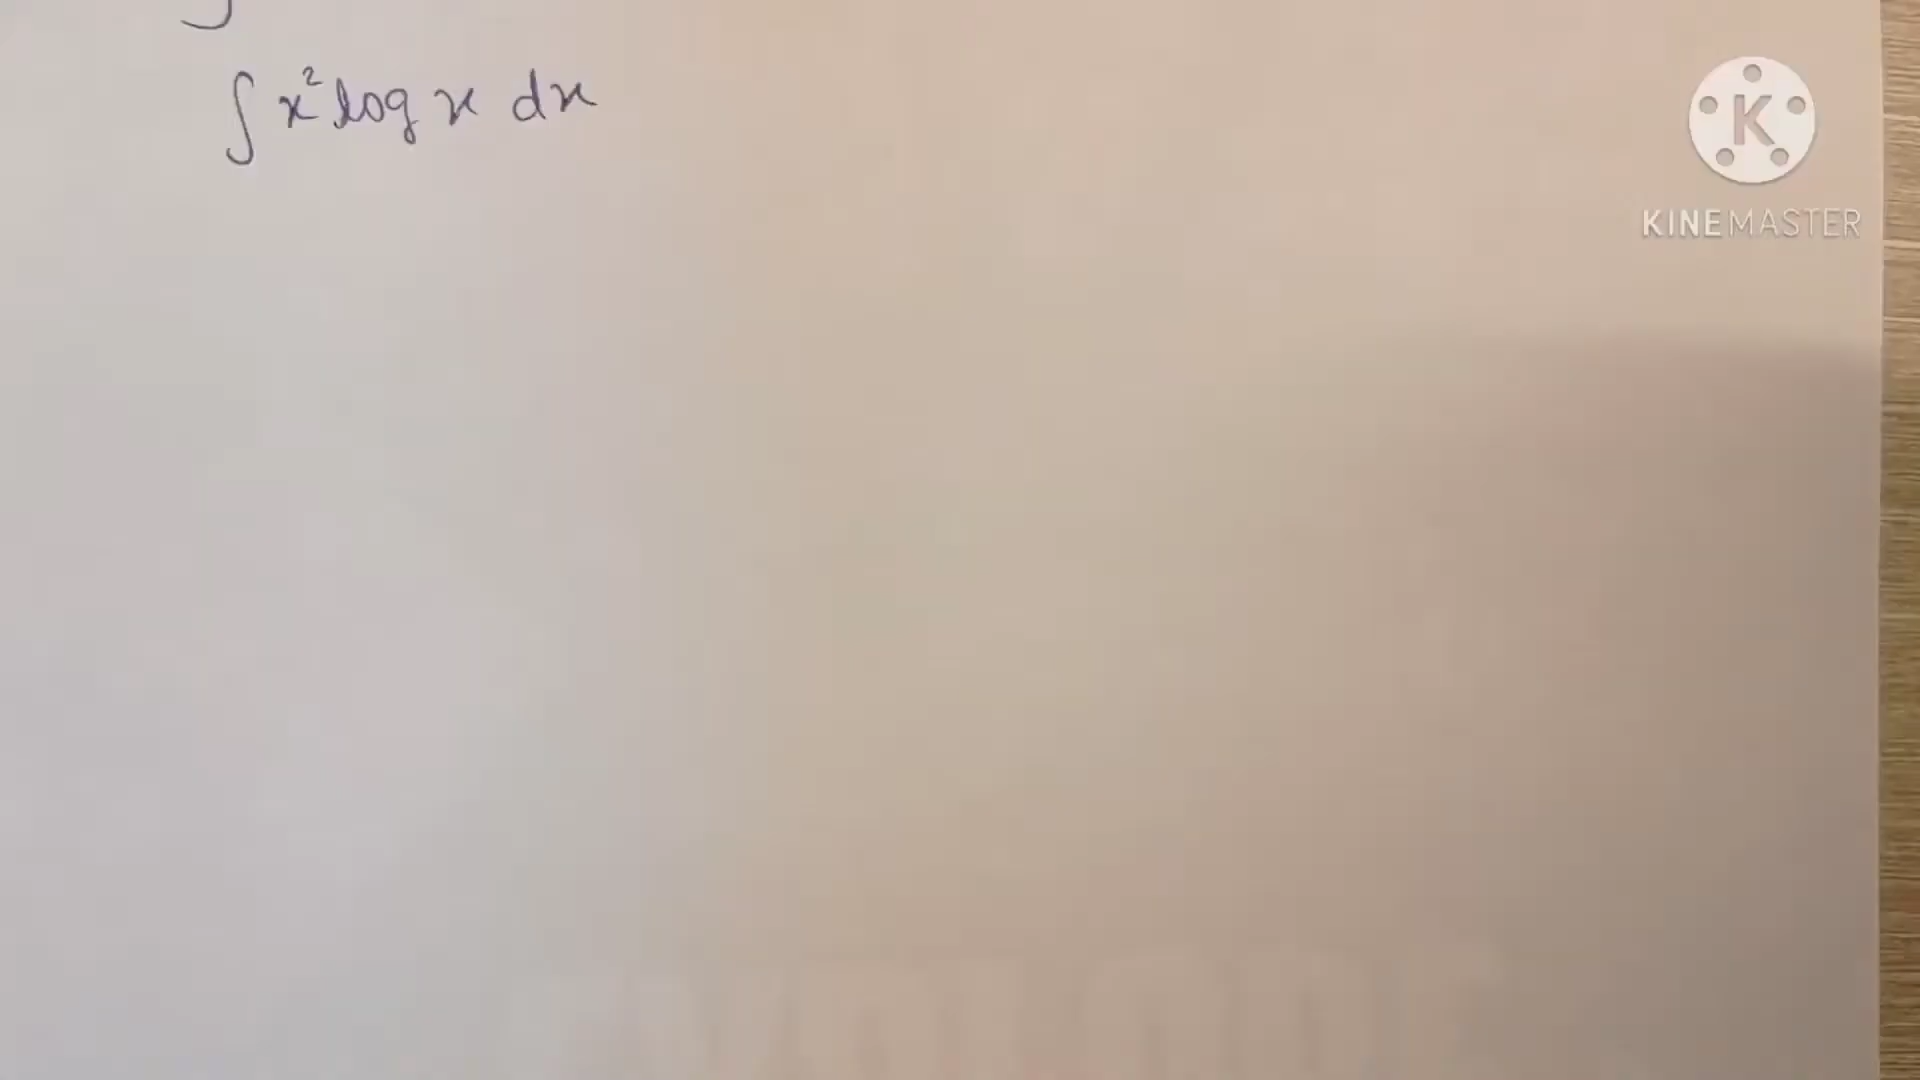 ∫ x² log x dx
K
KINEMASTER